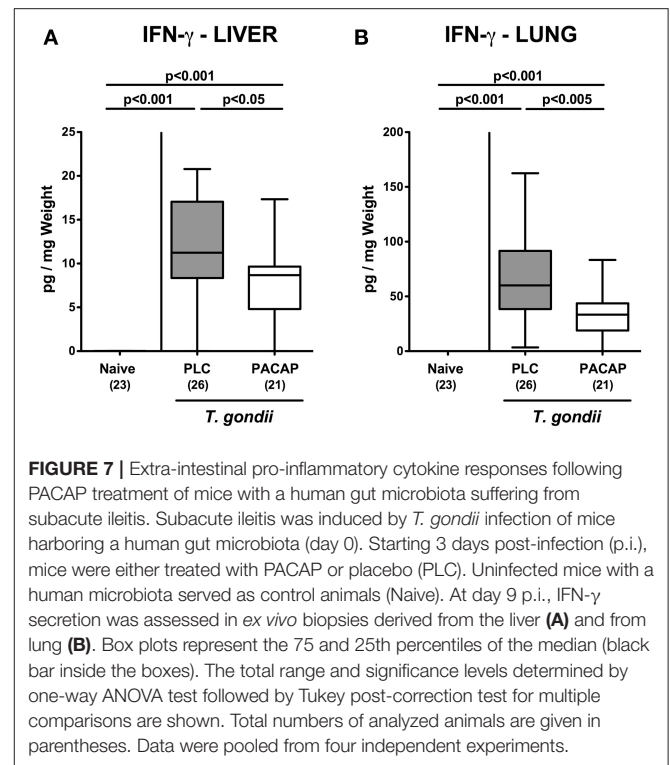 A IFN-γ - LIVER
p<0.001
p<0.001 p<0.05
25
20
15
10
5
0
pg / mg Weight
Naive PLC PACAP
(23) (26) (21)
T. gondii
B IFN-γ - LUNG
p<0.001
p<0.001 p<0.005
200
150
100
50
0
pg / mg Weight
Naive PLC PACAP
(23) (26) (21)
T. gondii
FIGURE 7 | Extra-intestinal pro-inflammatory cytokine responses following
PACAP treatment of mice with a human gut microbiota suffering from
subacute ileitis. Subacute ileitis was induced by T. gondii infection of mice
harboring a human gut microbiota (day 0). Starting 3 days post-infection (p.i.),
mice were either treated with PACAP or placebo (PLC). Uninfected mice with a
human microbiota served as control animals (Naive). At day 9 p.i., IFN-γ
secretion was assessed in ex vivo biopsies derived from the liver (A) and from
lung (B). Box plots represent the 75 and 25th percentiles of the median (black
bar inside the boxes). The total range and significance levels determined by
one-way ANOVA test followed by Tukey post-correction test for multiple
comparisons are shown. Total numbers of analyzed animals are given in
parentheses. Data were pooled from four independent experiments.